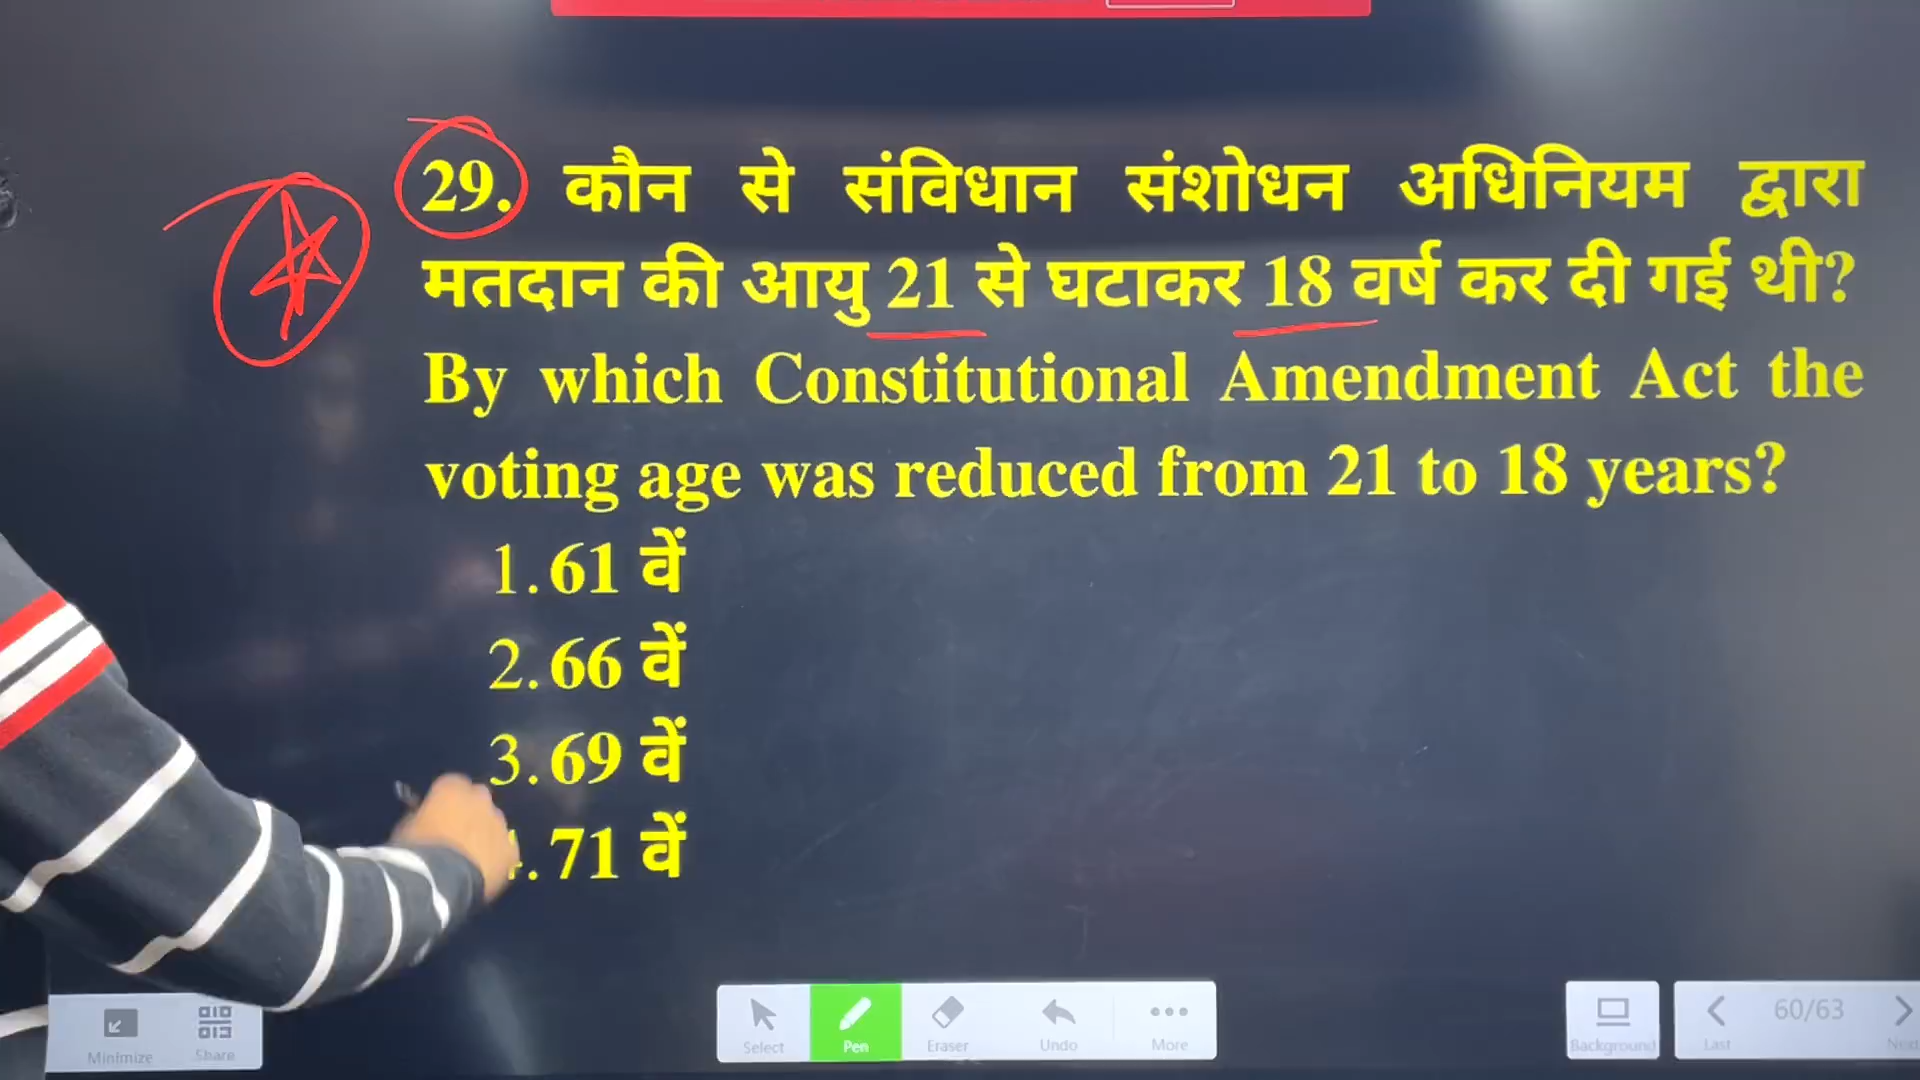 29. कौन से संविधान संशोधन अधिनियम द्वारा
मतदान की आयु 21 से घटाकर 18 वर्ष कर दी गई थी?
By which Constitutional Amendment Act the
voting age was reduced from 21 to 18 years?
1. 61 वें
2. 66 वें
3. 69 वें
4. 71 वें
Minimize Share Select Pen Eraser Undo More Background Last 60/63 Next